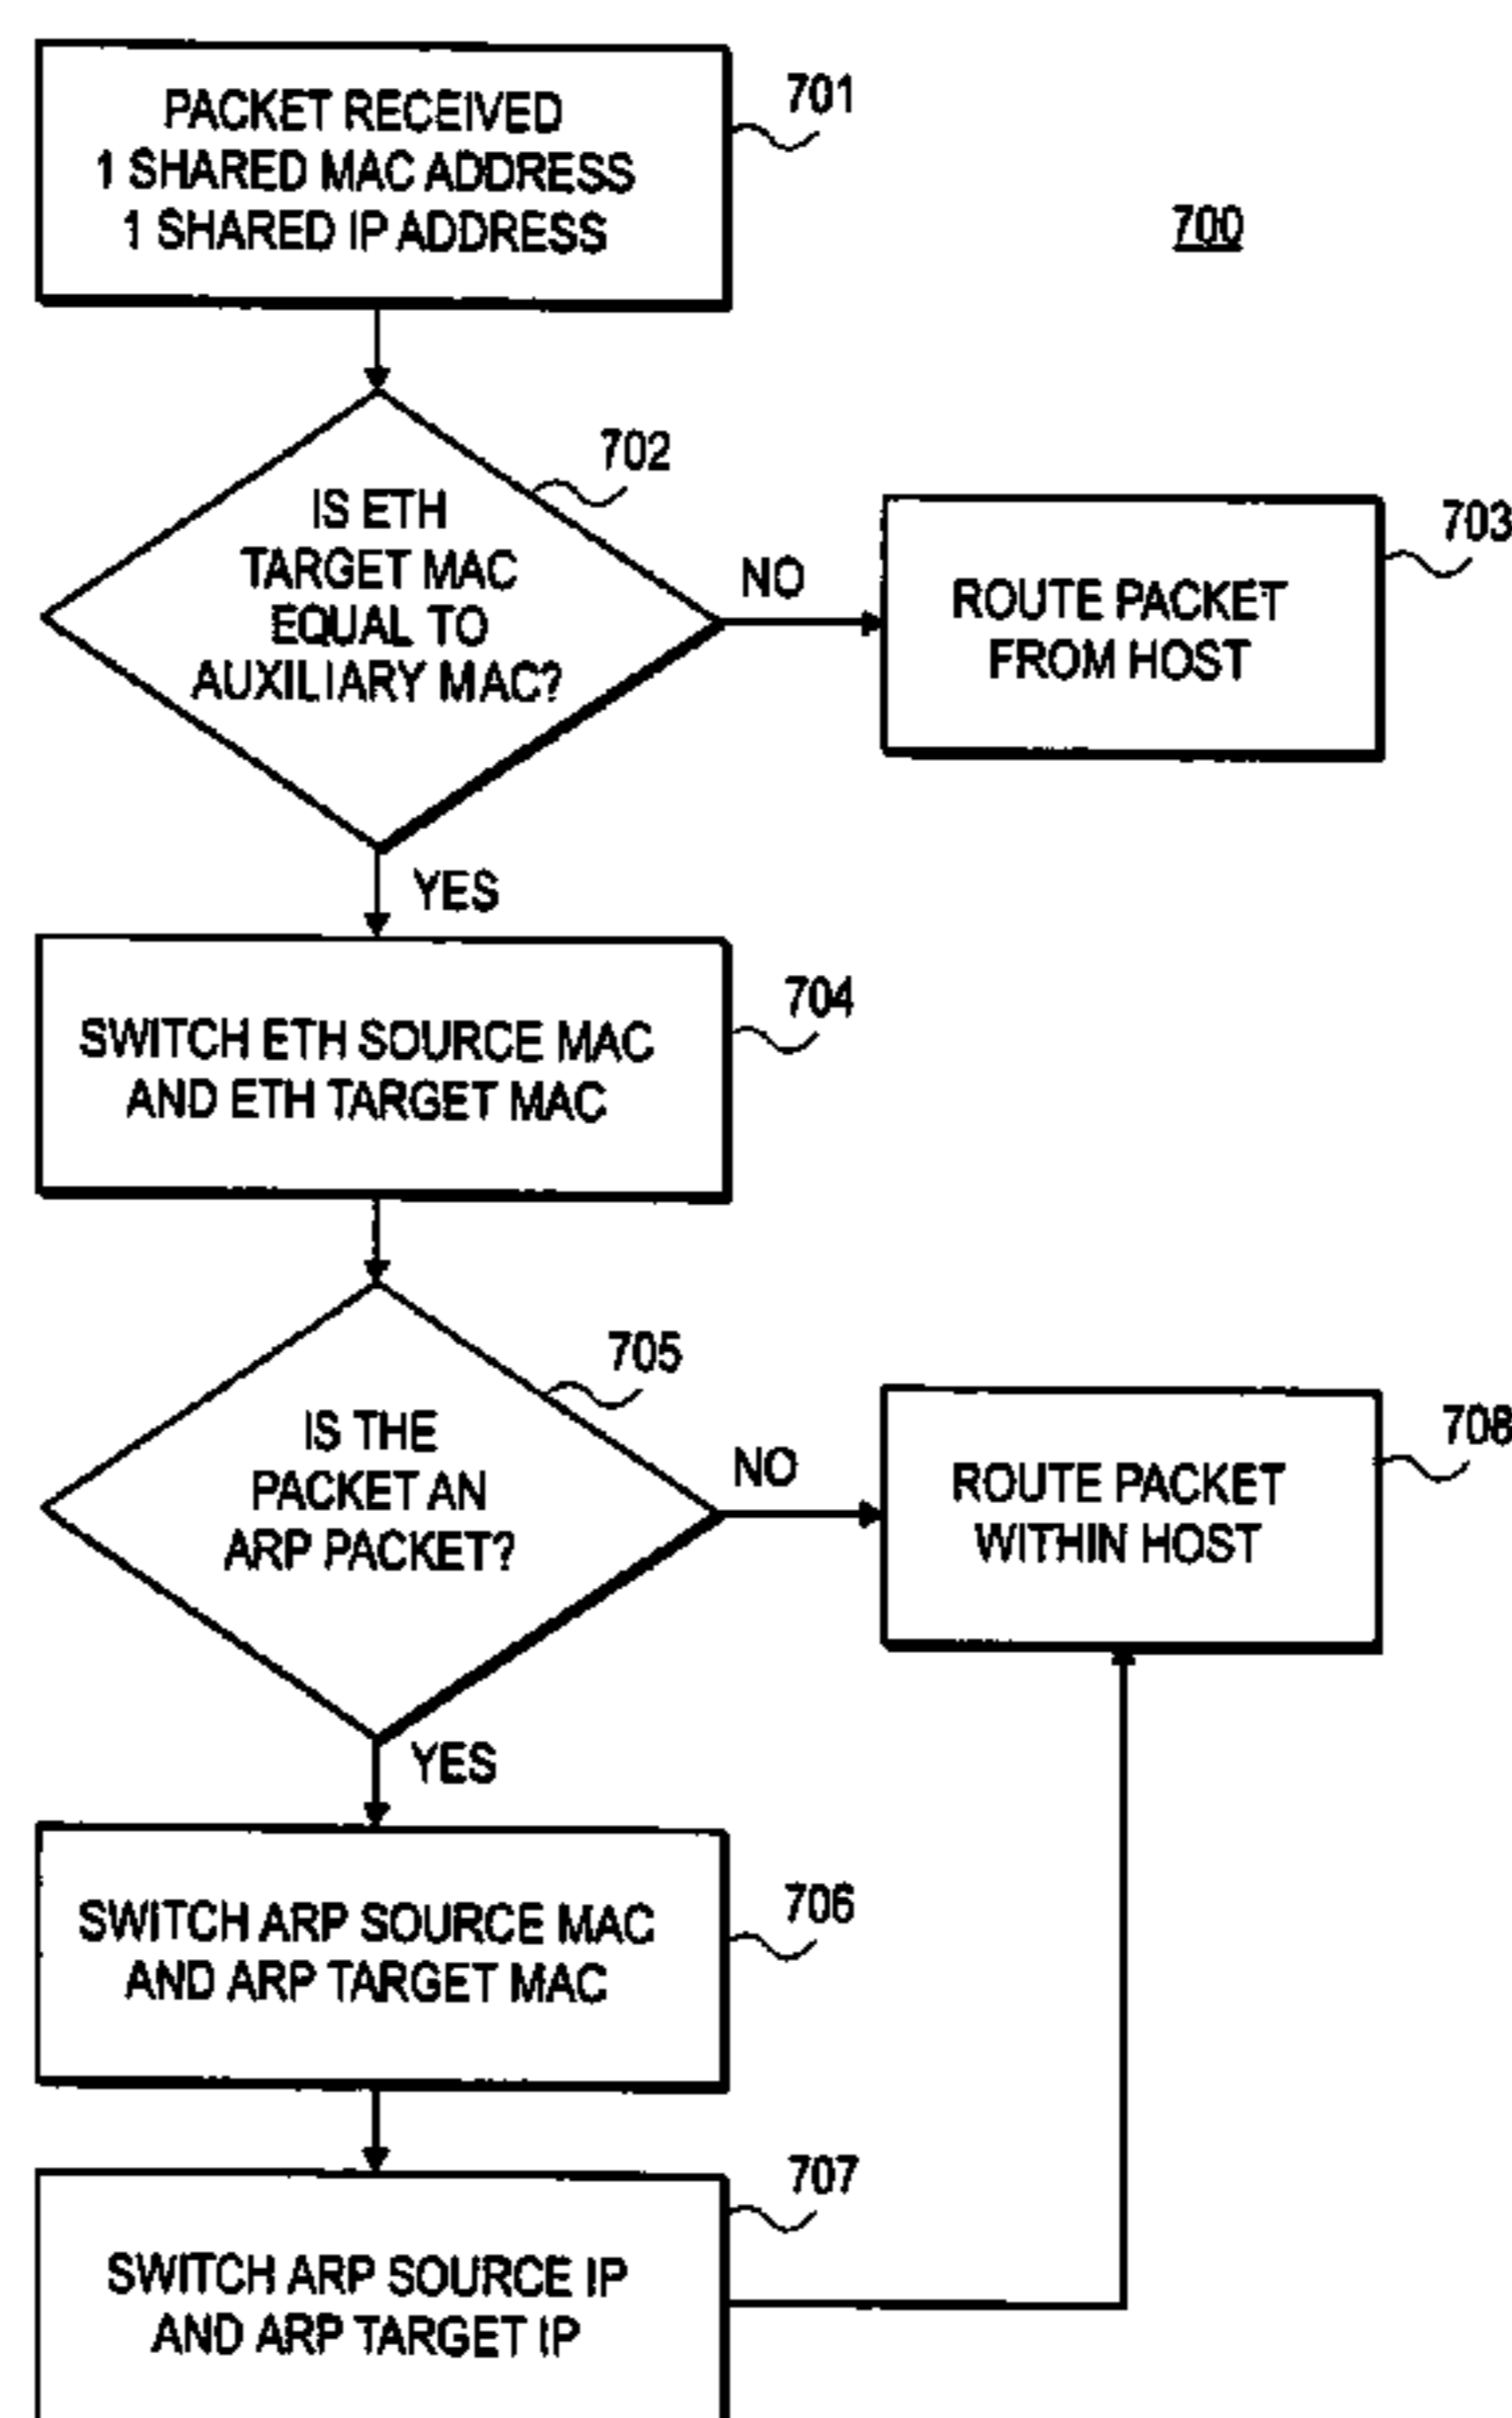 PACKET RECEIVED
1 SHARED MAC ADDRESS
1 SHARED IP ADDRESS
701
700
702
IS ETH
TARGET MAC
EQUAL TO
AUXILIARY MAC?
NO
703
ROUTE PACKET
FROM HOST
YES
704
SWITCH ETH SOURCE MAC
AND ETH TARGET MAC
705
IS THE
PACKET AN
ARP PACKET?
NO
708
ROUTE PACKET
WITHIN HOST
YES
706
SWITCH ARP SOURCE MAC
AND ARP TARGET MAC
707
SWITCH ARP SOURCE IP
AND ARP TARGET IP